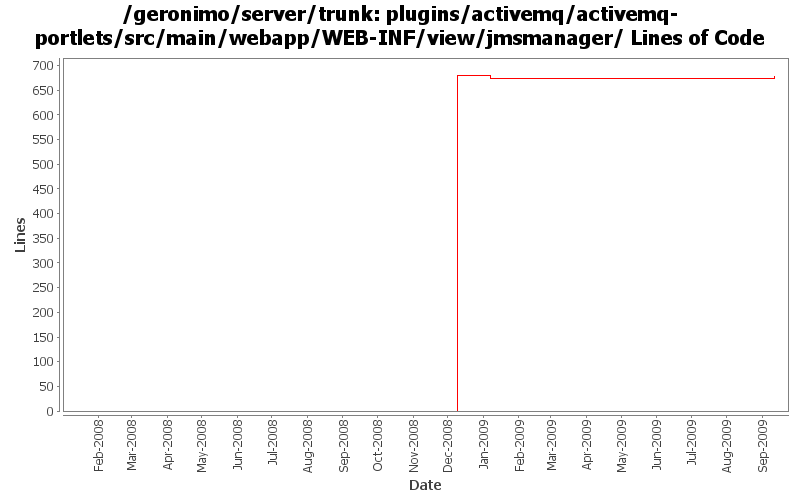 /geronimo/server/trunk: plugins/activemq/activemq-
portlets/src/main/webapp/WEB-INF/view/jmsmanager/ Lines of Code
Lines
700
650
600
550
500
450
400
350
300
250
200
150
100
50
0
Feb-2008
Mar-2008
Apr-2008
May-2008
Jun-2008
Jul-2008
Aug-2008
Sep-2008
Oct-2008
Nov-2008
Dec-2008
Jan-2009
Feb-2009
Mar-2009
Apr-2009
May-2009
Jun-2009
Jul-2009
Aug-2009
Sep-2009
Date